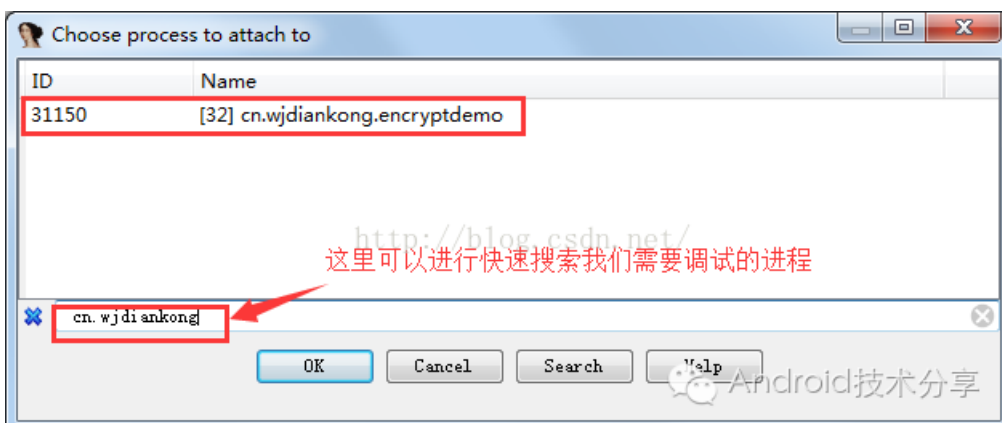 Choose process to attach to
ID Name
31150 [32] cn.wjdiankong.encryptdemo
http://blog.csdn.net/
这里可以进行快速搜索我们需要调试的进程
cn.wjdiankong
OK Cancel Search Help
Android技术分享